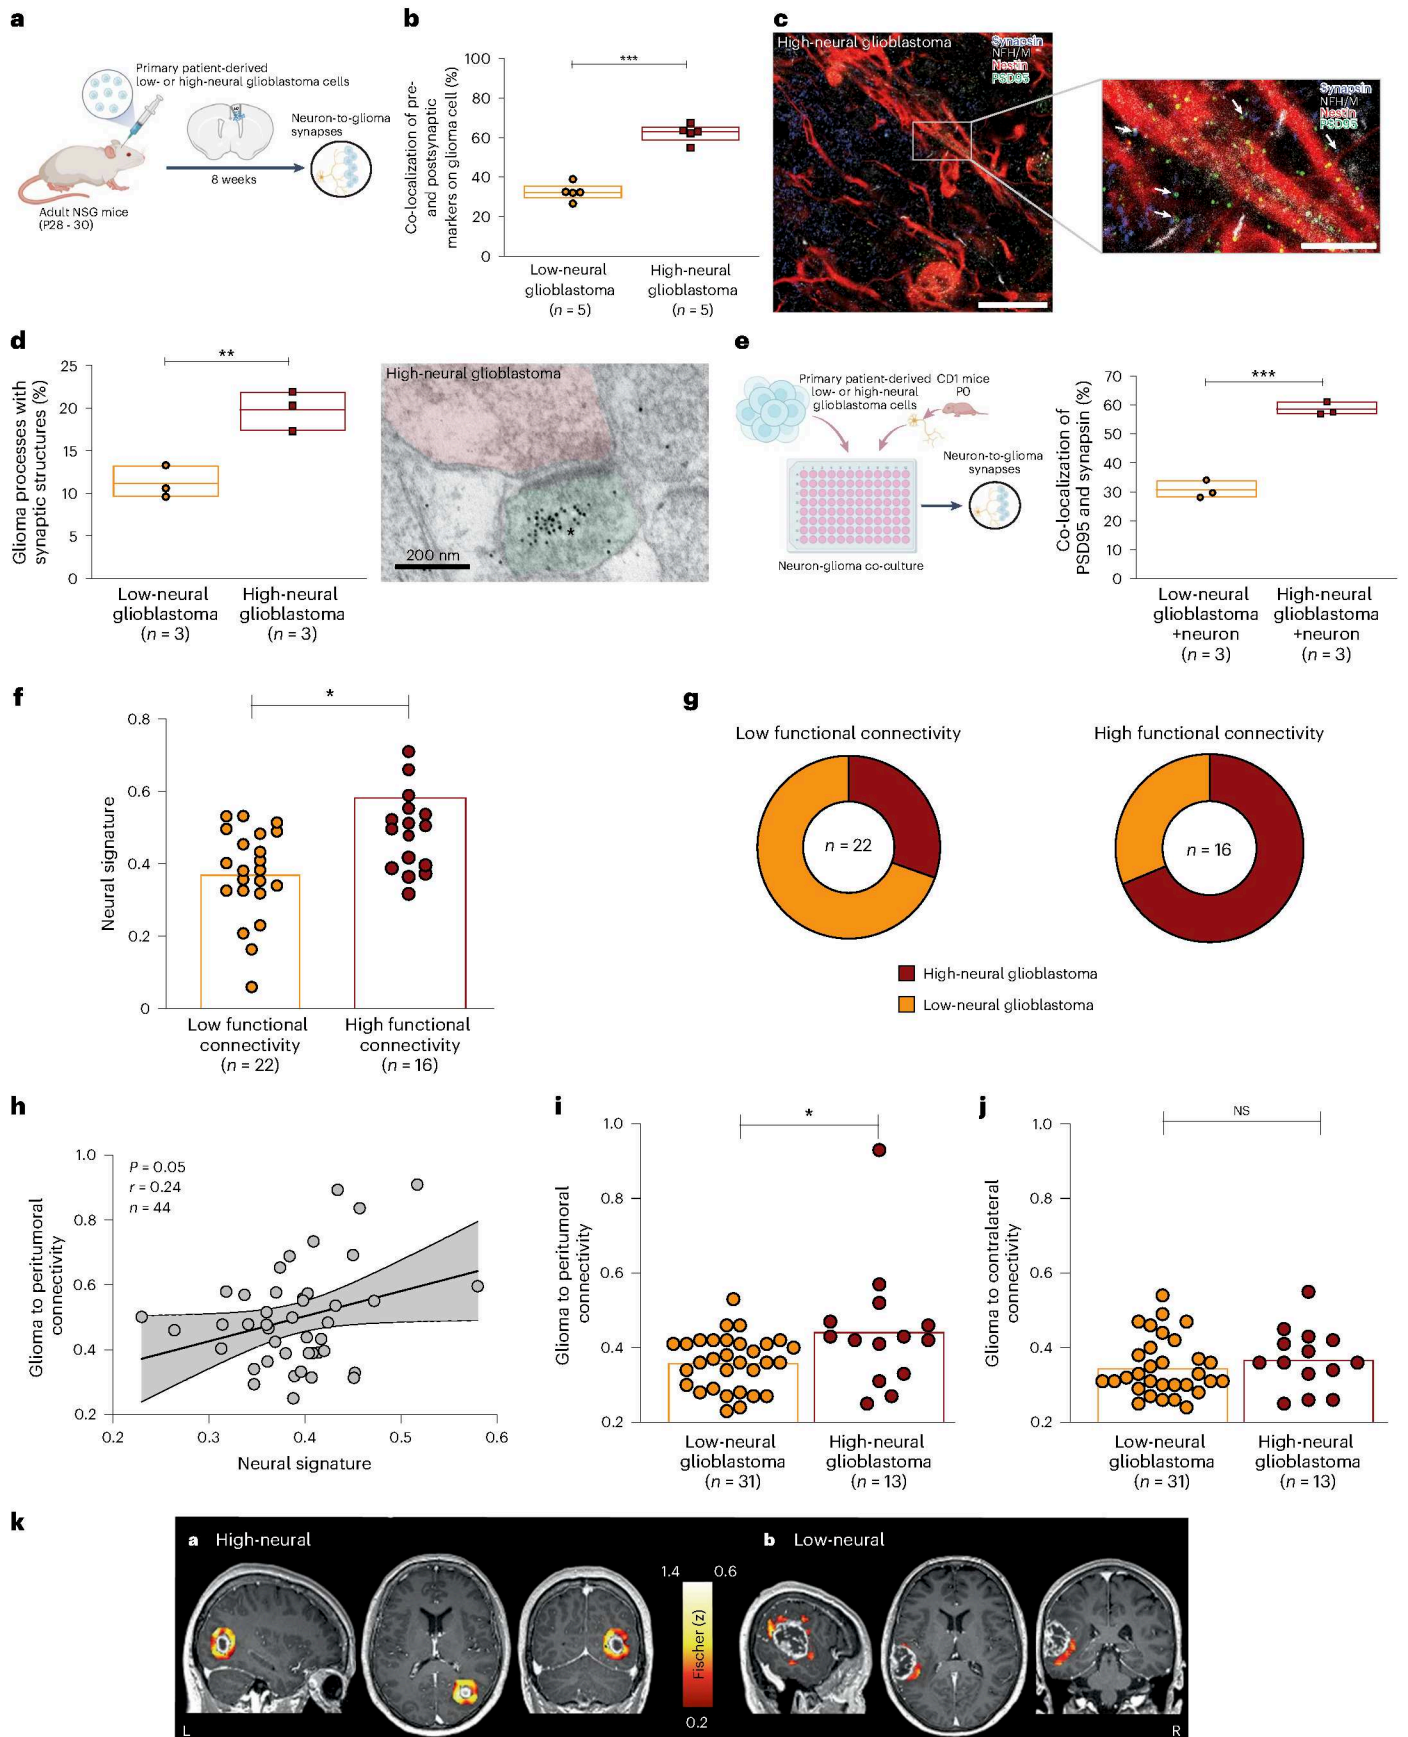 a
Primary patient-derived
low- or high-neural glioblastoma cells
Neuron-to-glioma
synapses
8 weeks
Adult NSG mice
(P28 - 30)
b
Co-localization of pre-
and postsynaptic
markers on glioma cell (%)
100
80
60
40
20
0
***
Low-neural
glioblastoma
(n = 5)
High-neural
glioblastoma
(n = 5)
c
High-neural glioblastoma
Synapsin
NFH/M
Nestin
PSD95
Synapsin
NFH/M
Nestin
PSD95
d
Glioma processes with
synaptic structures (%)
25
20
15
10
5
0
**
Low-neural
glioblastoma
(n = 3)
High-neural
glioblastoma
(n = 3)
High-neural glioblastoma
*
200 nm
e
Primary patient-derived
low- or high-neural
glioblastoma cells
CD1 mice
P0
Neuron-to-glioma
synapses
Neuron-glioma co-culture
Co-localization of
PSD95 and synapsin (%)
70
60
50
40
30
20
10
0
***
Low-neural
glioblastoma
+neuron
(n = 3)
High-neural
glioblastoma
+neuron
(n = 3)
f
Neural signature
0.8
0.6
0.4
0.2
0
*
Low functional
connectivity
(n = 22)
High functional
connectivity
(n = 16)
g
Low functional connectivity
n = 22
High functional connectivity
n = 16
High-neural glioblastoma
Low-neural glioblastoma
h
Glioma to peritumoral
connectivity
1.0
0.8
0.6
0.4
0.2
P = 0.05
r = 0.24
n = 44
0.2 0.3 0.4 0.5 0.6
Neural signature
i
Glioma to peritumoral
connectivity
1.0
0.8
0.6
0.4
0.2
*
Low-neural
glioblastoma
(n = 31)
High-neural
glioblastoma
(n = 13)
j
Glioma to contralateral
connectivity
1.0
0.8
0.6
0.4
0.2
NS
Low-neural
glioblastoma
(n = 31)
High-neural
glioblastoma
(n = 13)
k
a High-neural
1.4 0.6
Fischer (z)
0.2
b Low-neural
L
R